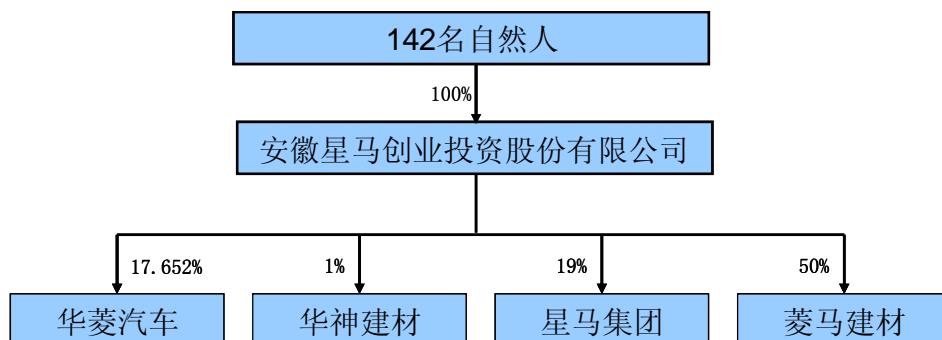 142名自然人
100%
安徽星马创业投资股份有限公司
17.652%
1%
19%
50%
华菱汽车
华神建材
星马集团
菱马建材